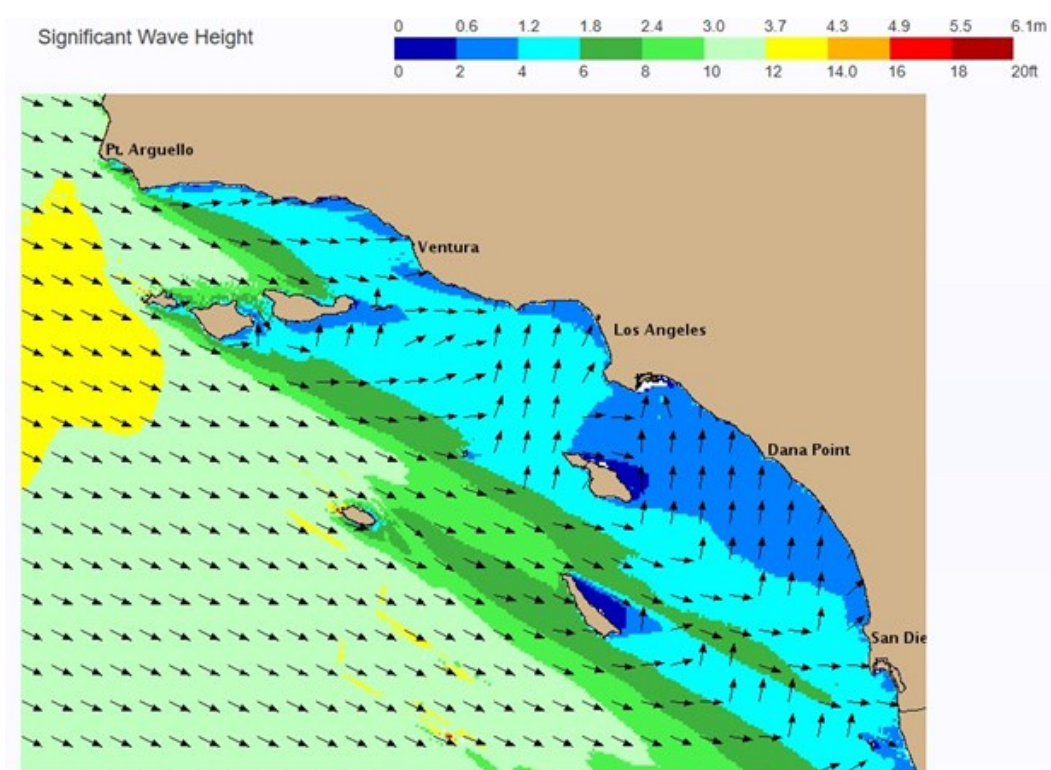 Significant Wave Height
0 0.6 1.2 1.8 2.4 3.0 3.7 4.3 4.9 5.5 6.1m
0 2 4 6 8 10 12 14.0 16 18 20ft
Pt. Arguello
Ventura
Los Angeles
Dana Point
San Die